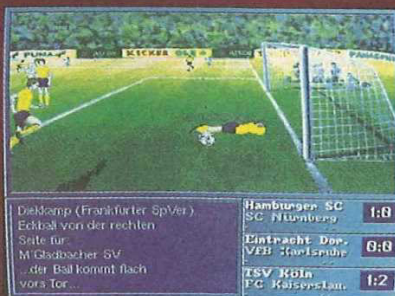 PUMA
KICKER
Diekkamp (Frankfurter SpVer)
Eckball von der rechten
Seite für:
M'Gladbacher SV
...der Ball kommt flach
vors Tor...
Hamburger SC
SC Nürnberg
1:0
Eintracht Dor.
VFB Karlsruhe
0:0
TSV Köln
FC Kaiserslau.
1:2